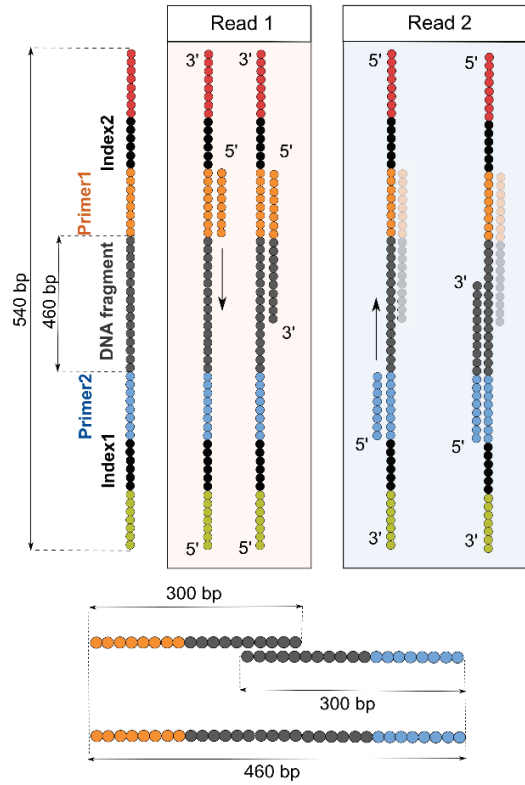 Read 1
Read 2
3'
3'
5'
5'
Index2
5'
5'
Primer1
540 bp
460 bp
DNA fragment
3'
3'
Primer2
Index1
5'
5'
5'
5'
3'
3'
300 bp
300 bp
460 bp